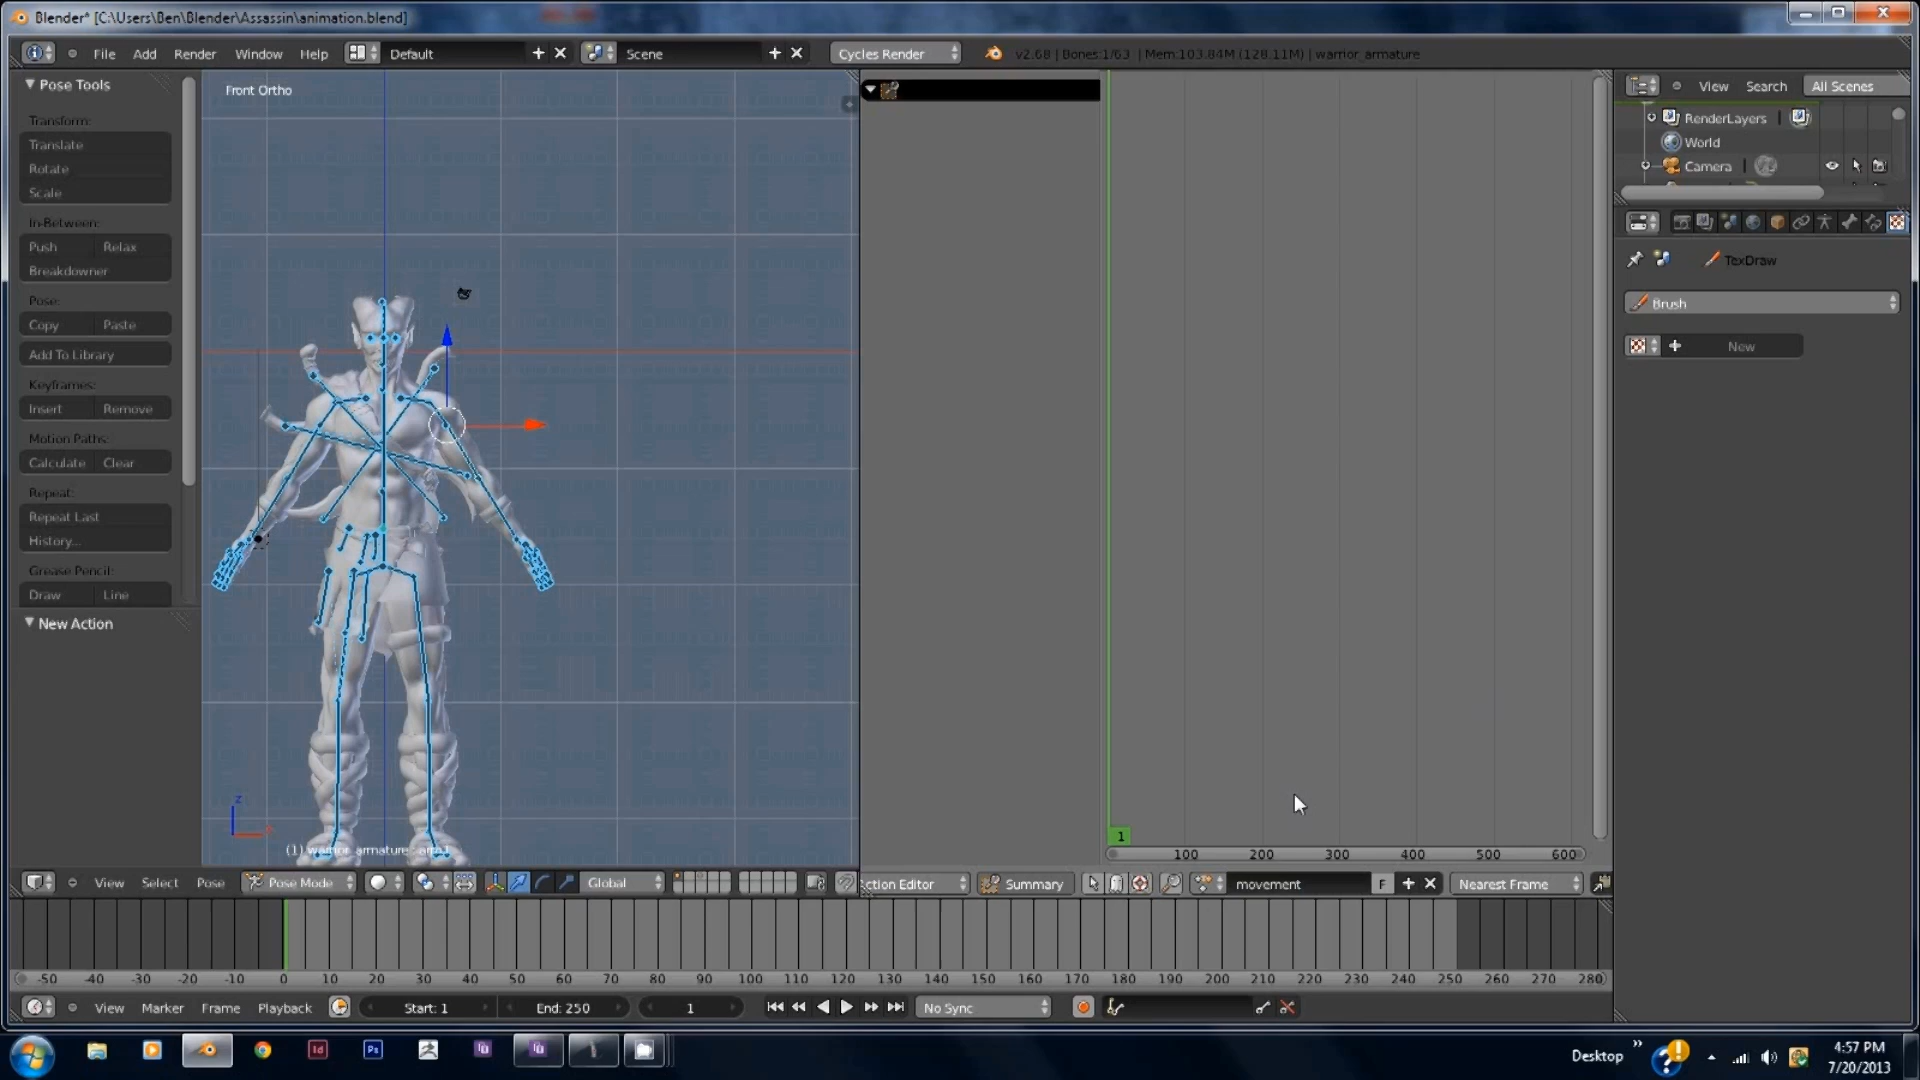 Blender* [C:\Users\Ben\Blender\Assassin\animation.blend]
File Add Render Window Help Default Scene Cycles Render v2.68 | Bones:1/63 | Mem:103.84M (128.11M) | warrior_armature
Pose Tools
Transform:
Translate
Rotate
Scale
In-Between:
Push Relax
Breakdowner
Pose:
Copy Paste
Add To Library
Keyframes:
Insert Remove
Motion Paths:
Calculate Clear
Repeat:
Repeat Last
History...
Grease Pencil:
Draw Line
New Action
Front Ortho
z
(1) warrior_armature
View Select Pose Pose Mode Global
1
100 200 300 400 500 600
ction Editor Summary movement F Nearest Frame
View Search All Scenes
RenderLayers
World
Camera
TexDraw
Brush
New
-50 -40 -30 -20 -10 0 10 20 30 40 50 60 70 80 90 100 110 120 130 140 150 160 170 180 190 200 210 220 230 240 250 260 270 280
View Marker Frame Playback Start: 1 End: 250 1 No Sync
Id Ps
Desktop
4:57 PM
7/20/2013